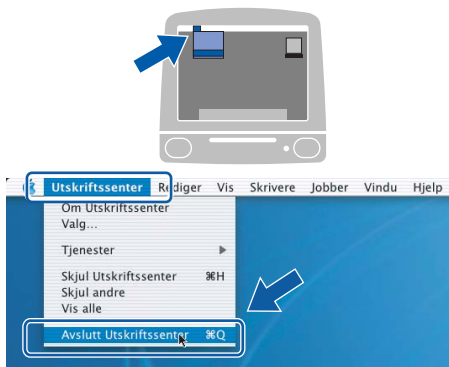 Utskriftssenter Rediger Vis Skrivere Jobber Vindu Hjelp
Om Utskriftssenter
Valg...
Tjenester ▶
Skjul Utskriftssenter ⌘H
Skjul andre
Vis alle
Avslutt Utskriftssenter ⌘Q